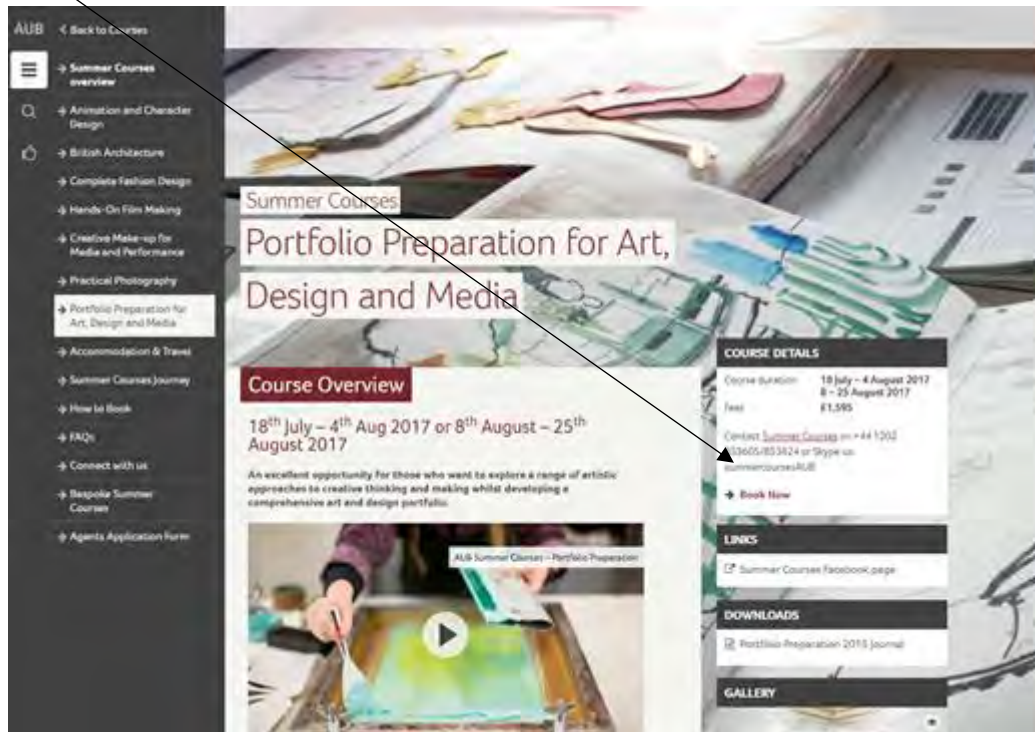 AUB
< Back to Courses
→ Summer Courses
overview
→ Animation and Character
Design
→ British Architecture
→ Complete Fashion Design
→ Hands-On Film Making
→ Creative Make-up for
Media and Performance
→ Practical Photography
→ Portfolio Preparation for
Art, Design and Media
→ Accommodation & Travel
→ Summer Courses Journey
→ How to Book
→ FAQs
→ Connect with us
→ Bespoke Summer
Courses
→ Agents Application Form
Summer Courses
Portfolio Preparation for Art,
Design and Media
Course Overview
18th July – 4th Aug 2017 or 8th August – 25th
August 2017
An excellent opportunity for those who want to explore a range of artistic
approaches to creative thinking and making whilst developing a
comprehensive art and design portfolio.
AUB Summer Courses – Portfolio Preparation
COURSE DETAILS
Course duration 18 July – 4 August 2017
8 – 25 August 2017
Fees £1,595
Contact Summer Courses on +44 1202
363605/853624 or Skype us:
summercoursesAUB
→ Book Now
LINKS
Summer Courses Facebook page
DOWNLOADS
Portfolio Preparation 2015 Journal
GALLERY